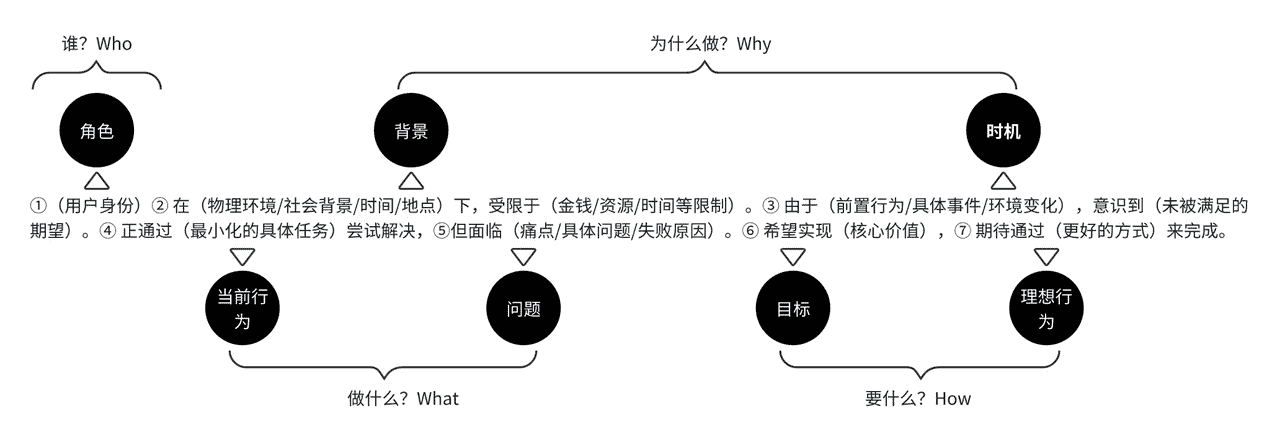 谁？Who
为什么做？Why
角色
背景
时机
①（用户身份）② 在（物理环境/社会背景/时间/地点）下，受限于（金钱/资源/时间等限制）。③ 由于（前置行为/具体事件/环境变化），意识到（未被满足的
期望）。④ 正通过（最小化的具体任务）尝试解决，⑤但面临（痛点/具体问题/失败原因）。⑥ 希望实现（核心价值），⑦ 期待通过（更好的方式）来完成。
当前行
为
问题
目标
理想行
为
做什么？What
要什么？How